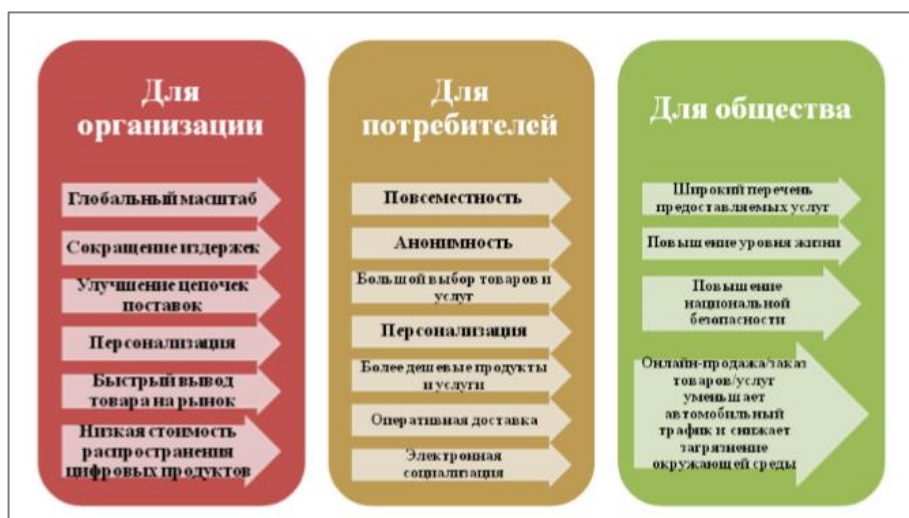 Для
организации
Глобальный масштаб
Сокращение издержек
Улучшение цепочек
поставок
Персонализация
Быстрый вывод
товара на рынок
Низкая стоимость
распространения
цифровых продуктов
Для
потребителей
Повсеместность
Анонимность
Большой выбор товаров и
услуг
Персонализация
Более дешевые продукты
и услуги
Оперативная доставка
Электронная
социализация
Для общества
Широкий перечень
предоставляемых услуг
Повышение уровня жизни
Повышение
национальной
безопасности
Онлайн-продажа/заказ
товаров/услуг
уменьшает
автомобильный
трафик и снижает
загрязнение
окружающей среды